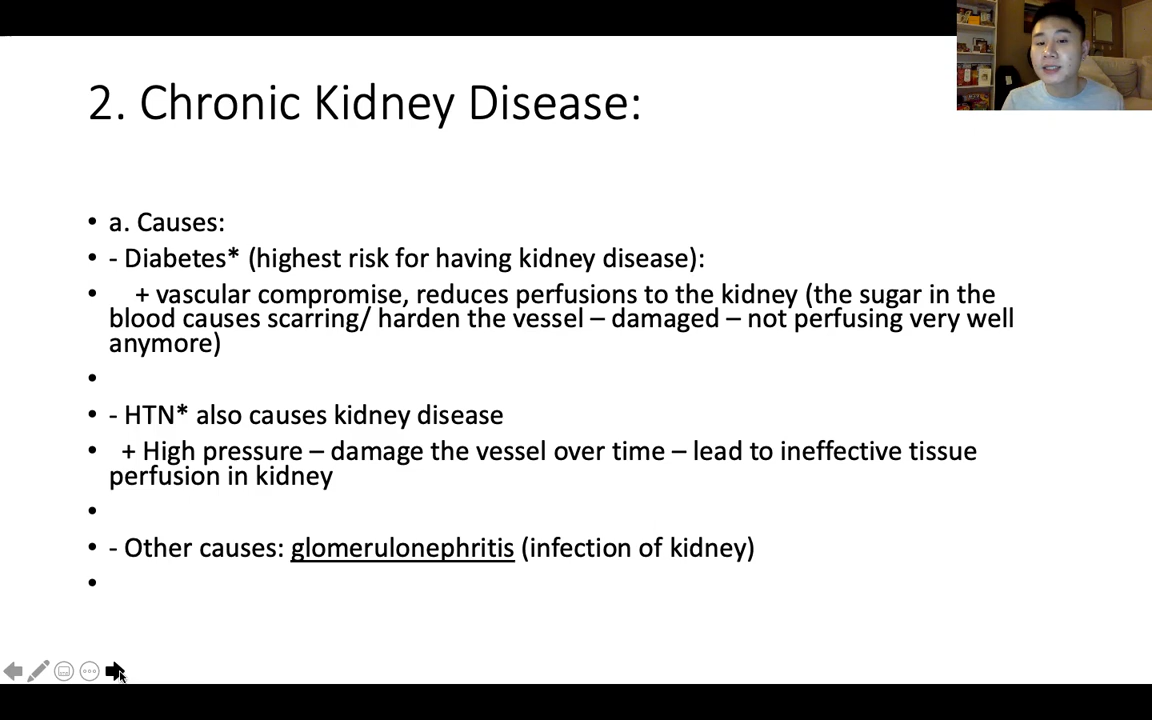 2. Chronic Kidney Disease:
• a. Causes:
• - Diabetes* (highest risk for having kidney disease):
• + vascular compromise, reduces perfusions to the kidney (the sugar in the
blood causes scarring/ harden the vessel – damaged – not perfusing very well
anymore)
•
• - HTN* also causes kidney disease
• + High pressure – damage the vessel over time – lead to ineffective tissue
perfusion in kidney
•
• - Other causes: glomerulonephritis (infection of kidney)
•